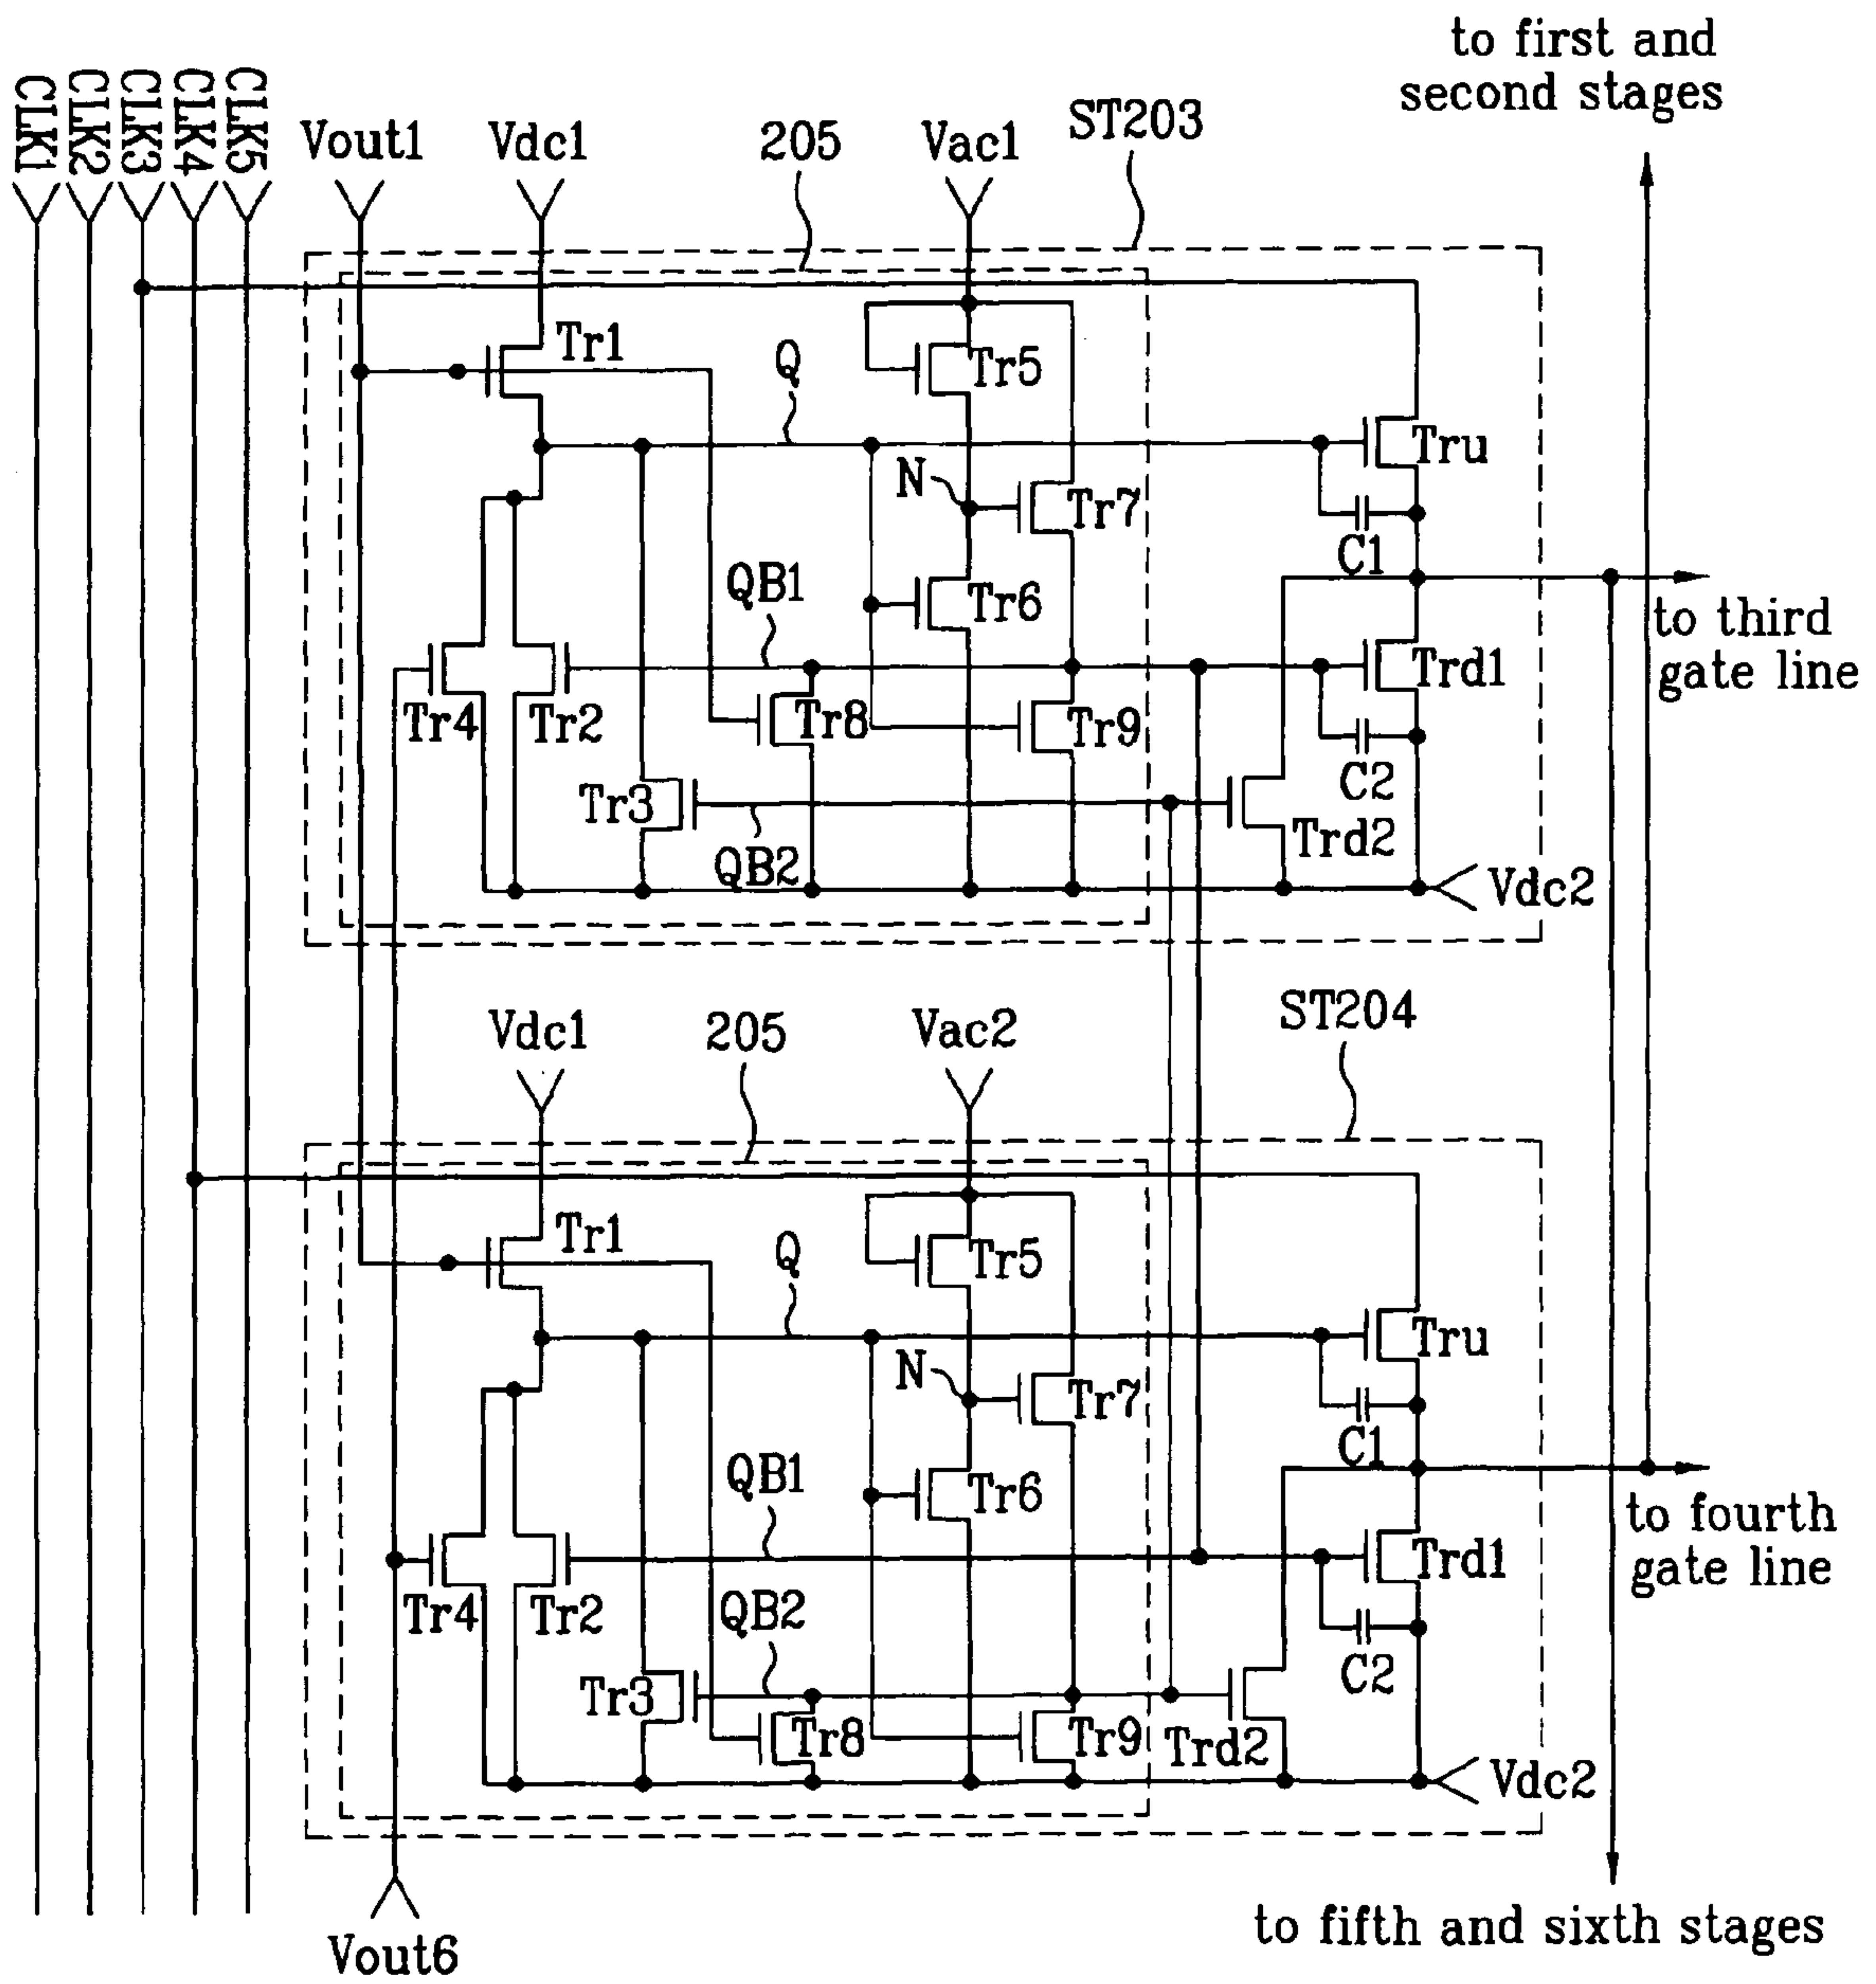 to first and
second stages
CLK1
CLK2
CLK3
CLK4
CLK5
Vout1
Vdc1
205
Vac1
ST203
Tr1
Q
Tr5
Tru
N
Tr7
C1
QB1
Tr6
to third
gate line
Trd1
Tr4
Tr2
Tr8
Tr9
C2
Tr3
Trd2
QB2
Vdc2
Vdc1
205
Vac2
ST204
Tr1
Q
Tr5
Tru
N
Tr7
C1
QB1
Tr6
to fourth
gate line
Trd1
Tr4
Tr2
QB2
C2
Tr3
Tr8
Tr9
Trd2
Vdc2
to fifth and sixth stages
Vout6